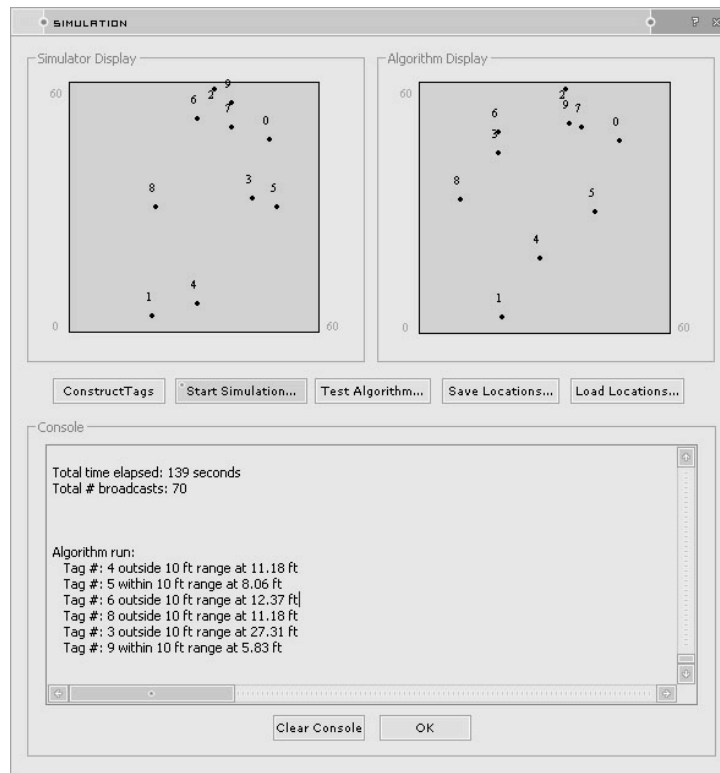 SIMULATION
? x
Simulator Display
60
9
2
6
7
0
8
3
5
1
4
0
60
Algorithm Display
60
2
9 7
6
0
3
8
5
4
1
0
60
ConstructTags
Start Simulation...
Test Algorithm...
Save Locations...
Load Locations...
Console
Total time elapsed: 139 seconds
Total # broadcasts: 70
Algorithm run:
Tag #: 4 outside 10 ft range at 11.18 ft
Tag #: 5 within 10 ft range at 8.06 ft
Tag #: 6 outside 10 ft range at 12.37 ft
Tag #: 8 outside 10 ft range at 11.18 ft
Tag #: 3 outside 10 ft range at 27.31 ft
Tag #: 9 within 10 ft range at 5.83 ft
Clear Console
OK